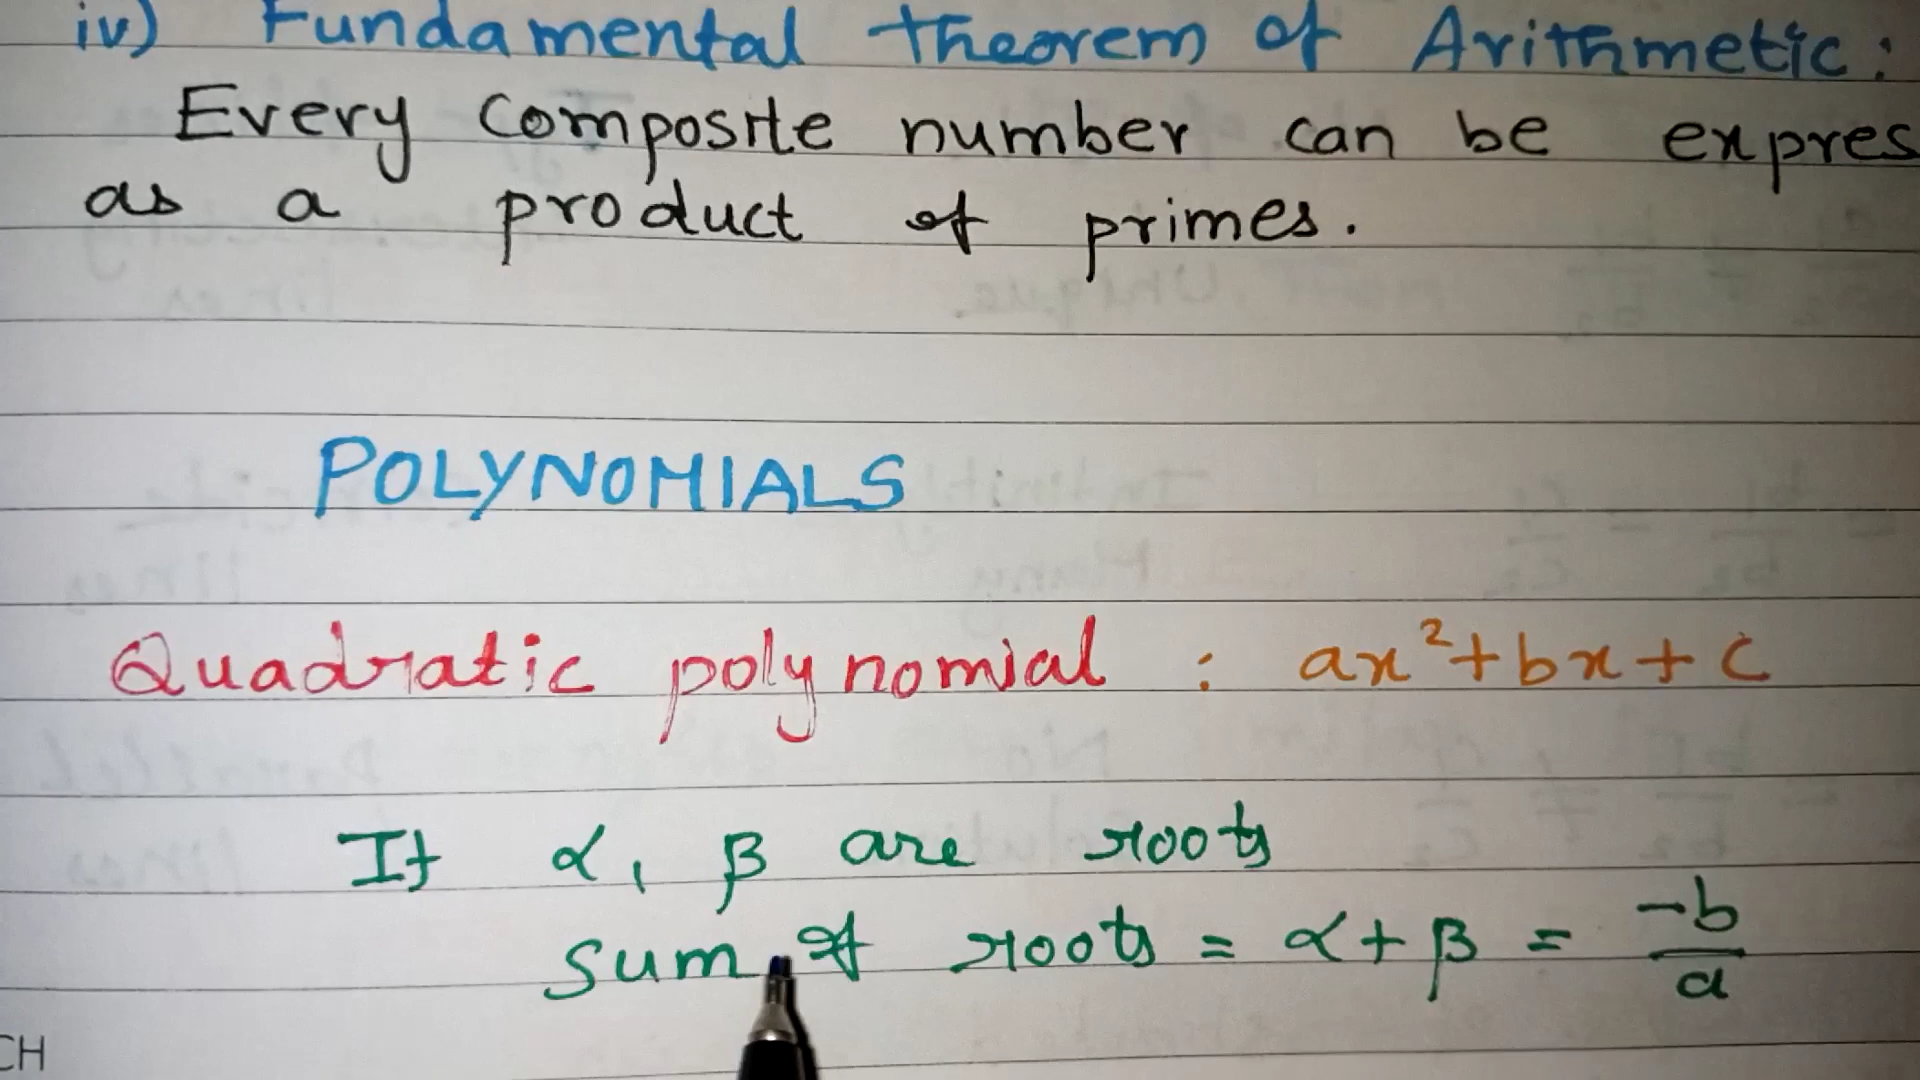 iv) Fundamental theorem of Arithmetic:
Every composite number can be expres
as a product of primes.
POLYNOMIALS
Quadratic polynomial : ax²+bx+c
If α, β are roots
Sum of roots = α+β = -b/a
CH